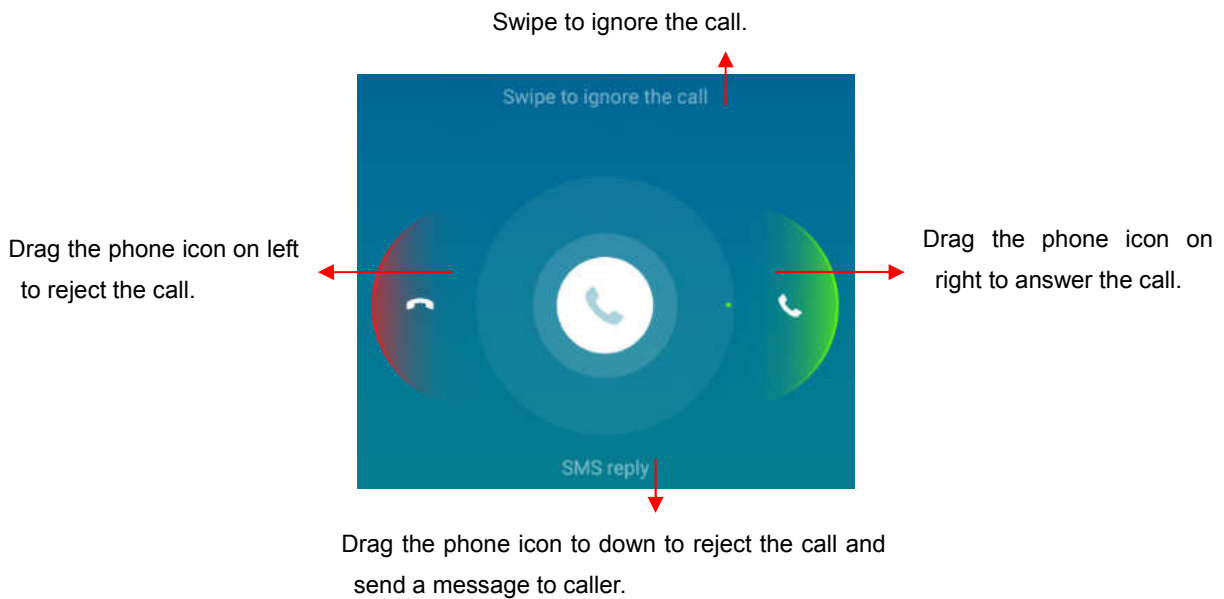 Swipe to ignore the call.
Swipe to ignore the call
Drag the phone icon on left
to reject the call.
Drag the phone icon on
right to answer the call.
SMS reply
Drag the phone icon to down to reject the call and
send a message to caller.